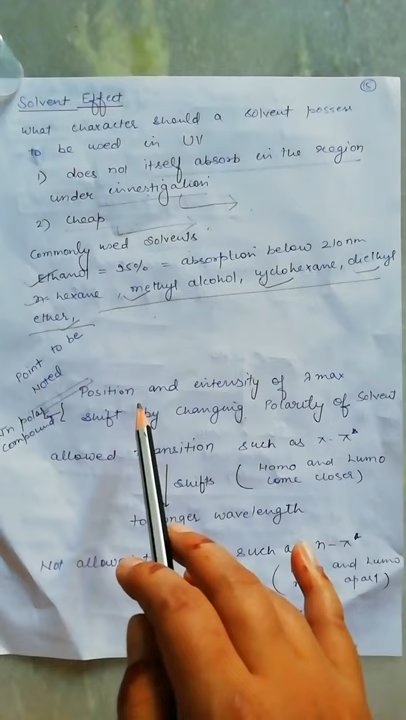 15
Solvent Effect
What character should a solvent possess
to be used in UV
1) does not itself absorb in the region
under investigation
2) cheap
Commonly used solvents
Ethanol = 95% = absorption below 210nm
n-hexane, methyl alcohol, cyclohexane, diethyl
ether,
Point to be
Noted
In polar
compound
Position and intensity of λmax
shift by changing Polarity of solvent
allowed transition such as π-π*
shifts (Homo and Lumo
come closer)
to longer wavelength
Not such as n-π*
and Lumo
apart)